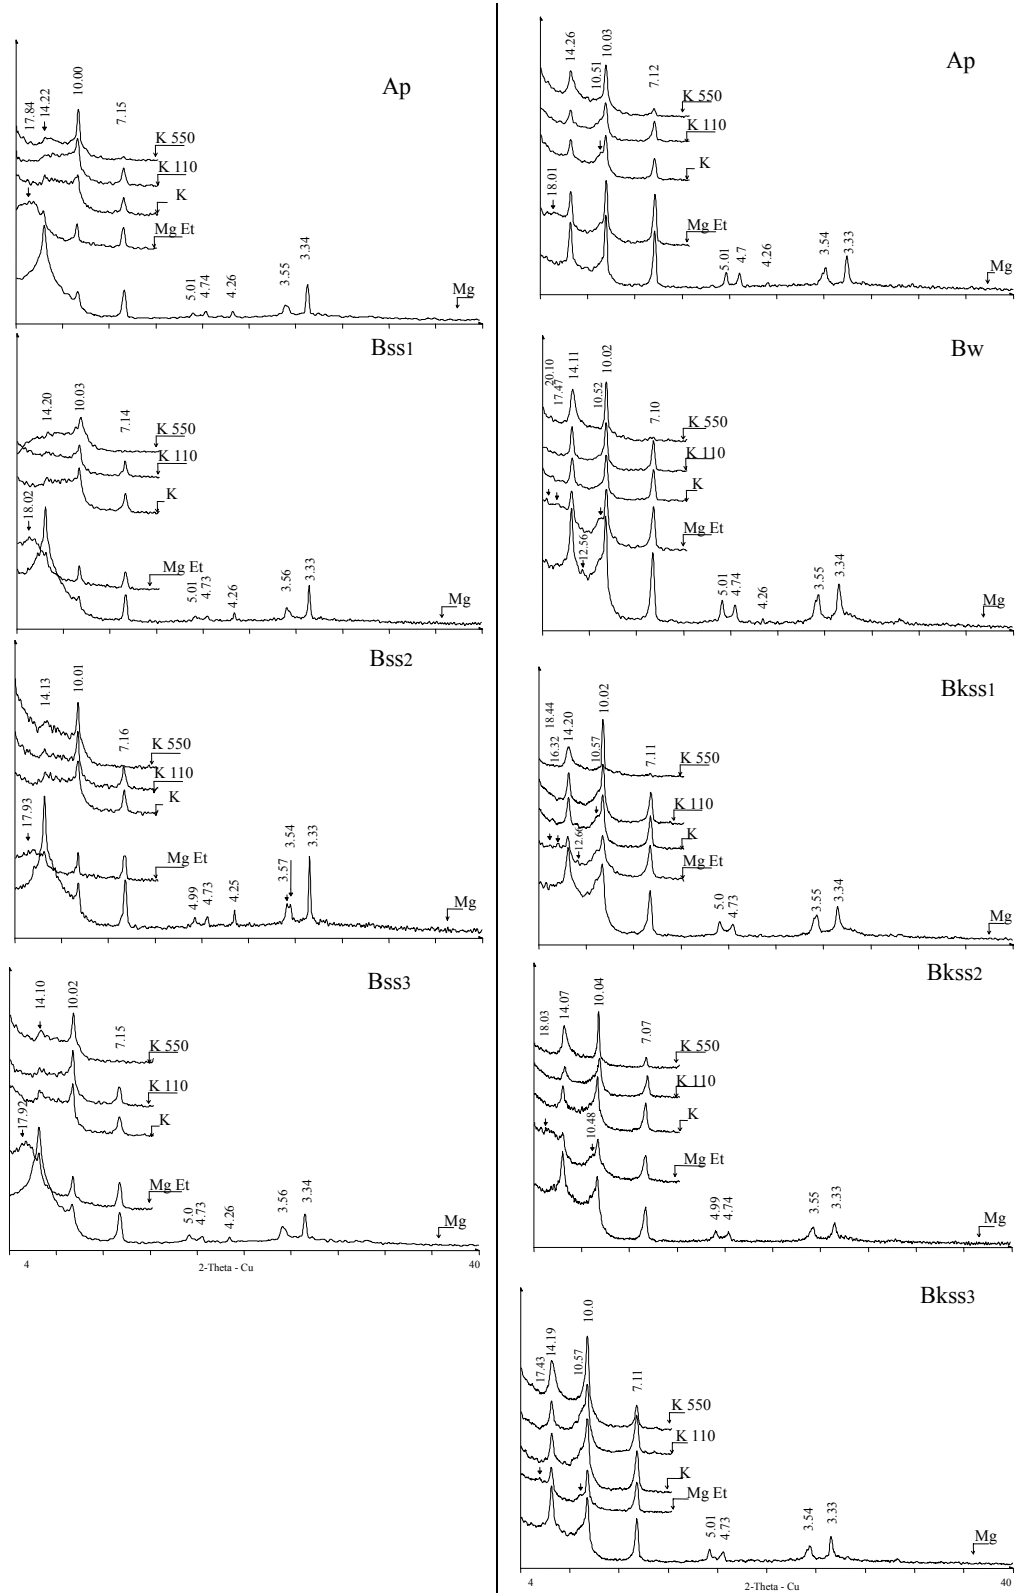 Ap
17.84
14.22
10.00
7.15
K 550
K 110
K
Mg Et
5.01
4.74
4.26
3.55
3.34
Mg
Bss1
14.20
10.03
7.14
K 550
K 110
K
18.02
Mg Et
5.01
4.73
4.26
3.56
3.33
Mg
Bss2
14.13
10.01
7.16
K 550
K 110
K
17.93
Mg Et
4.99
4.73
4.25
3.57
3.54
3.33
Mg
Bss3
14.10
10.02
7.15
K 550
K 110
K
17.92
Mg Et
5.0
4.73
4.26
3.56
3.34
Mg
4
2-Theta - Cu
40
Ap
14.26
10.51
10.03
7.12
K 550
K 110
K
18.01
Mg Et
5.01
4.7
4.26
3.54
3.33
Mg
Bw
20.10
17.47
14.11
10.52
10.02
7.10
K 550
K 110
K
12.56
Mg Et
5.01
4.74
4.26
3.55
3.34
Mg
Bkss1
18.44
16.32
14.20
10.57
10.02
7.11
K 550
K 110
K
12.66
Mg Et
5.0
4.73
3.55
3.34
Mg
Bkss2
18.03
14.07
10.04
7.07
K 550
K 110
K
10.48
Mg Et
4.99
4.74
3.55
3.33
Mg
Bkss3
17.43
14.19
10.57
10.0
7.11
K 550
K 110
K
Mg Et
5.01
4.73
3.54
3.33
Mg
4
2-Theta - Cu
40